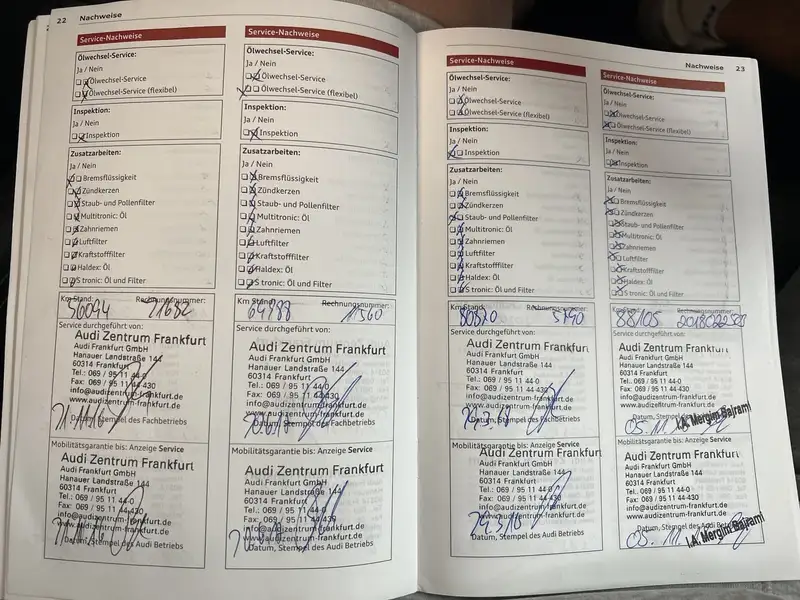 22 Nachweise
Service-Nachweise
Ölwechsel-Service:
Ja / Nein
Ölwechsel-Service
Ölwechsel-Service (flexibel)
Inspektion:
Ja / Nein
Inspektion
Zusatzarbeiten:
Ja / Nein
Bremsflüssigkeit
Zündkerzen
Staub- und Pollenfilter
Multitronic: Öl
Zahnriemen
Luftfilter
Kraftstofffilter
Haldex: Öl
S tronic: Öl und Filter
Km Stand: Rechnungsnummer:
56094 21682
Service durchgeführt von:
Audi Zentrum Frankfurt
Audi Frankfurt GmbH
Hanauer Landstraße 144
60314 Frankfurt
Tel.: 069 / 95 11 44-0
Fax: 069 / 95 11 44-430
info@audizentrum-frankfurt.de
www.audizentrum-frankfurt.de
Datum, Stempel des Fachbetriebs
Mobilitätsgarantie bis: Anzeige Service
Audi Zentrum Frankfurt
Audi Frankfurt GmbH
Hanauer Landstraße 144
60314 Frankfurt
Tel.: 069 / 95 11 44-0
Fax: 069 / 95 11 44-430
info@audizentrum-frankfurt.de
www.audizentrum-frankfurt.de
Datum, Stempel des Audi Betriebs
Service-Nachweise
Ölwechsel-Service:
Ja / Nein
Ölwechsel-Service
Ölwechsel-Service (flexibel)
Inspektion:
Ja / Nein
Inspektion
Zusatzarbeiten:
Ja / Nein
Bremsflüssigkeit
Zündkerzen
Staub- und Pollenfilter
Multitronic: Öl
Zahnriemen
Luftfilter
Kraftstofffilter
Haldex: Öl
S tronic: Öl und Filter
Km Stand: Rechnungsnummer:
64788 11560
Service durchgeführt von:
Audi Zentrum Frankfurt
Audi Frankfurt GmbH
Hanauer Landstraße 144
60314 Frankfurt
Tel.: 069 / 95 11 44-0
Fax: 069 / 95 11 44-430
info@audizentrum-frankfurt.de
www.audizentrum-frankfurt.de
Datum, Stempel des Fachbetriebs
Mobilitätsgarantie bis: Anzeige Service
Audi Zentrum Frankfurt
Audi Frankfurt GmbH
Hanauer Landstraße 144
60314 Frankfurt
Tel.: 069 / 95 11 44-0
Fax: 069 / 95 11 44-430
info@audizentrum-frankfurt.de
www.audizentrum-frankfurt.de
Datum, Stempel des Audi Betriebs
Nachweise 23
Service-Nachweise
Ölwechsel-Service:
Ja / Nein
Ölwechsel-Service
Ölwechsel-Service (flexibel)
Inspektion:
Ja / Nein
Inspektion
Zusatzarbeiten:
Ja / Nein
Bremsflüssigkeit
Zündkerzen
Staub- und Pollenfilter
Multitronic: Öl
Zahnriemen
Luftfilter
Kraftstofffilter
Haldex: Öl
S tronic: Öl und Filter
Km Stand: Rechnungsnummer:
80820 5740
Service durchgeführt von:
Audi Zentrum Frankfurt
Audi Frankfurt GmbH
Hanauer Landstraße 144
60314 Frankfurt
Tel.: 069 / 95 11 44-0
Fax: 069 / 95 11 44-430
info@audizentrum-frankfurt.de
www.audizentrum-frankfurt.de
Datum, Stempel des Fachbetriebs
Mobilitätsgarantie bis: Anzeige Service
Audi Zentrum Frankfurt
Audi Frankfurt GmbH
Hanauer Landstraße 144
60314 Frankfurt
Tel.: 069 / 95 11 44-0
Fax: 069 / 95 11 44-430
info@audizentrum-frankfurt.de
www.audizentrum-frankfurt.de
Datum, Stempel des Audi Betriebs
Service-Nachweise
Ölwechsel-Service:
Ja / Nein
Ölwechsel-Service
Ölwechsel-Service (flexibel)
Inspektion:
Ja / Nein
Inspektion
Zusatzarbeiten:
Ja / Nein
Bremsflüssigkeit
Zündkerzen
Staub- und Pollenfilter
Multitronic: Öl
Zahnriemen
Luftfilter
Kraftstofffilter
Haldex: Öl
S tronic: Öl und Filter
Km Stand: Rechnungsnummer:
88105
Service durchgeführt von:
Audi Zentrum Frankfurt
Audi Frankfurt GmbH
Hanauer Landstraße 144
60314 Frankfurt
Tel.: 069 / 95 11 44-0
Fax: 069 / 95 11 44-430
info@audizentrum-frankfurt.de
www.audizentrum-frankfurt.de
Datum, Stempel des
05. 11. i.A. Mergim Bajrami
Mobilitätsgarantie bis: Anzeige Service
Audi Zentrum Frankfurt
Audi Frankfurt GmbH
Hanauer Landstraße 144
60314 Frankfurt
Tel.: 069 / 95 11 44-0
Fax: 069 / 95 11 44-430
info@audizentrum-frankfurt.de
www.audizentrum-frankfurt.de
Datum, Stempel des Audi
05. 11. i.A. Mergim Bajrami